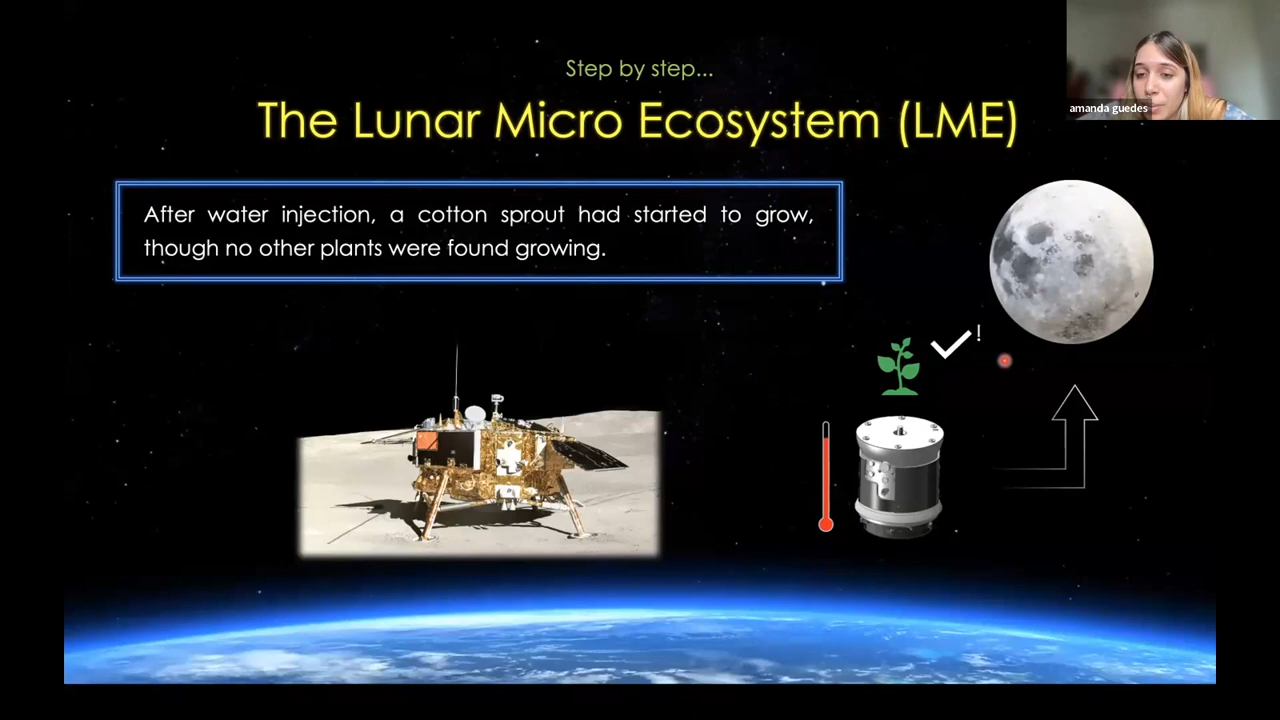 Step by step...
The Lunar Micro Ecosystem (LME)
amanda guedes
After water injection, a cotton sprout had started to grow,
though no other plants were found growing.
!